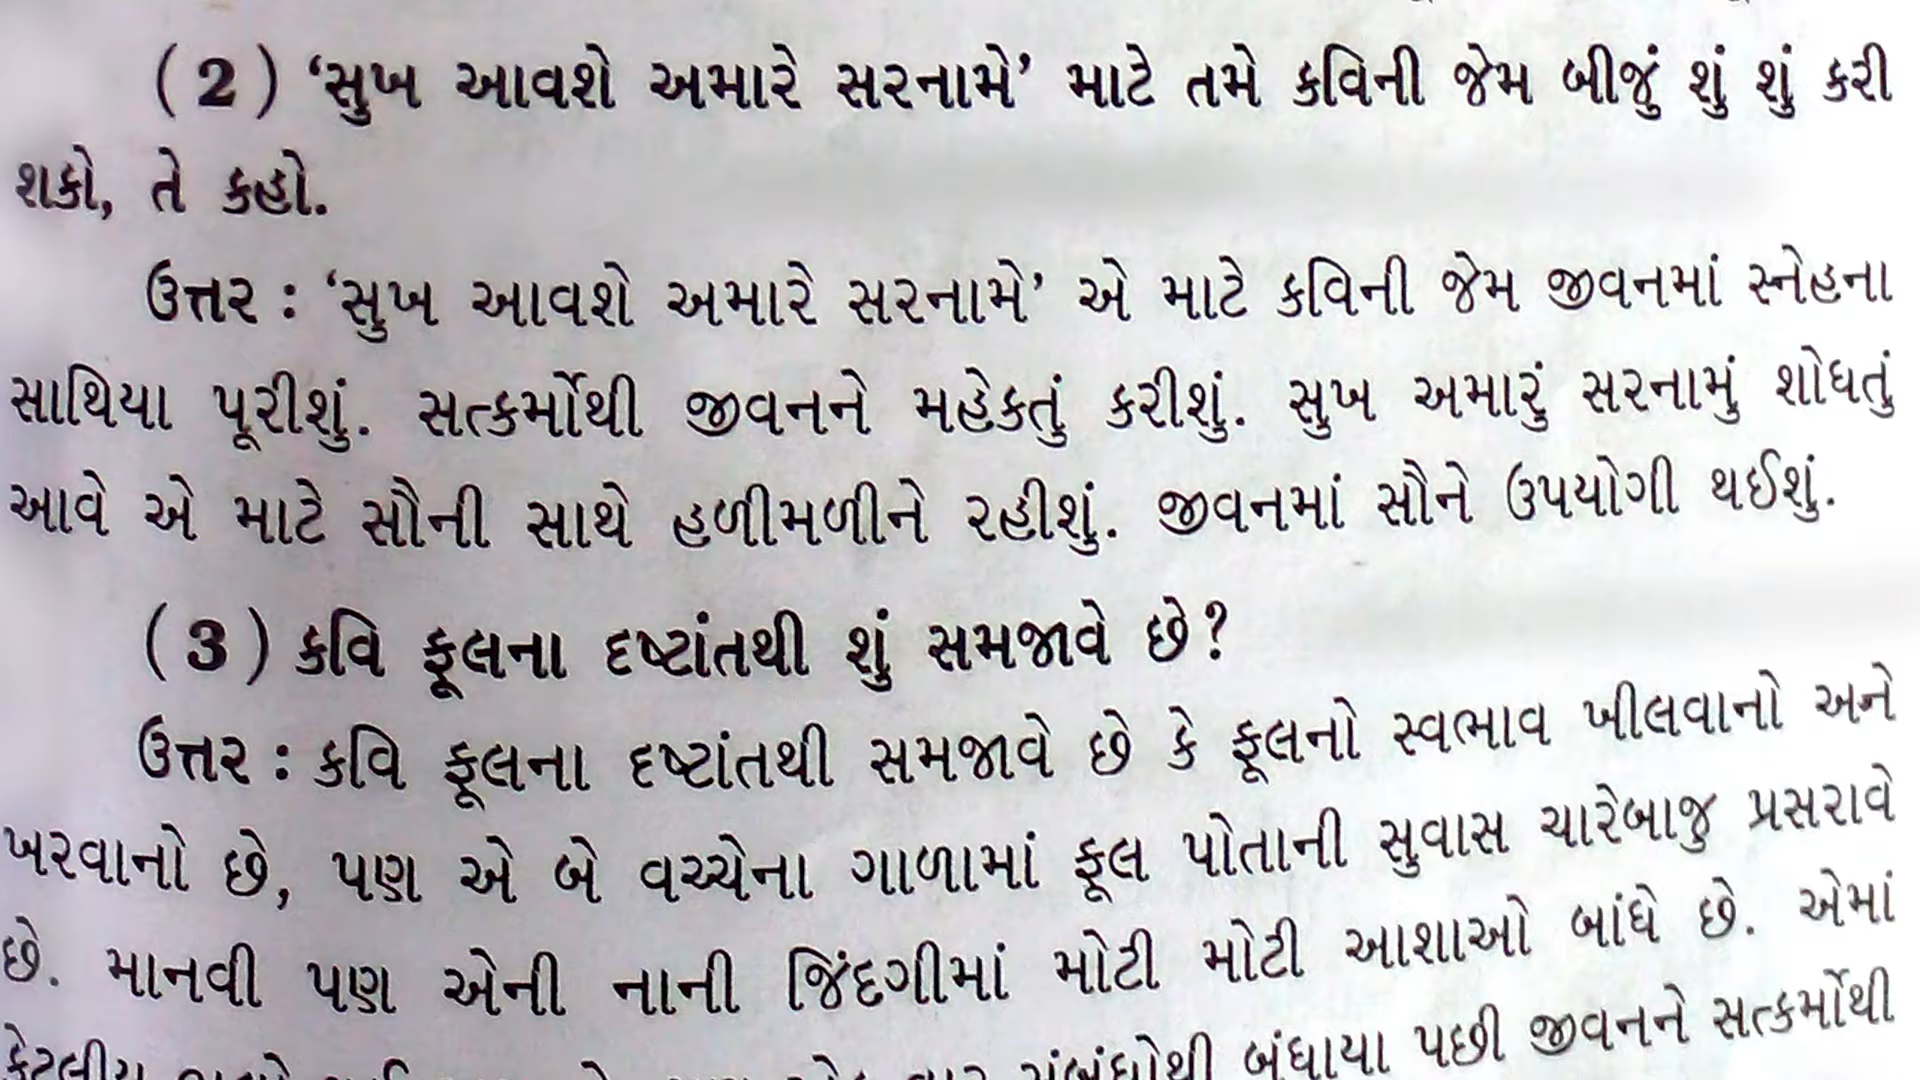 (2) ‘સુખ આવશે અમારે સરનામે’ માટે તમે કવિની જેમ બીજું શું શું કરી
શકો, તે કહો.
ઉત્તર : ‘સુખ આવશે અમારે સરનામે’ એ માટે કવિની જેમ જીવનમાં સ્નેહના
સાથિયા પૂરીશું. સત્કર્મોથી જીવનને મહેકતું કરીશું. સુખ અમારું સરનામું શોધતું
આવે એ માટે સૌની સાથે હળીમળીને રહીશું. જીવનમાં સૌને ઉપયોગી થઈશું.
(3) કવિ ફૂલના દૃષ્ટાંતથી શું સમજાવે છે?
ઉત્તર : કવિ ફૂલના દૃષ્ટાંતથી સમજાવે છે કે ફૂલનો સ્વભાવ ખીલવાનો અને
ખરવાનો છે, પણ એ બે વચ્ચેના ગાળામાં ફૂલ પોતાની સુવાસ ચારેબાજુ પ્રસરાવે
છે. માનવી પણ એની નાની જિંદગીમાં મોટી મોટી આશાઓ બાંધે છે. એમાં
કેટલીય સંબંધોથી બંધાયા પછી જીવનને સત્કર્મોથી